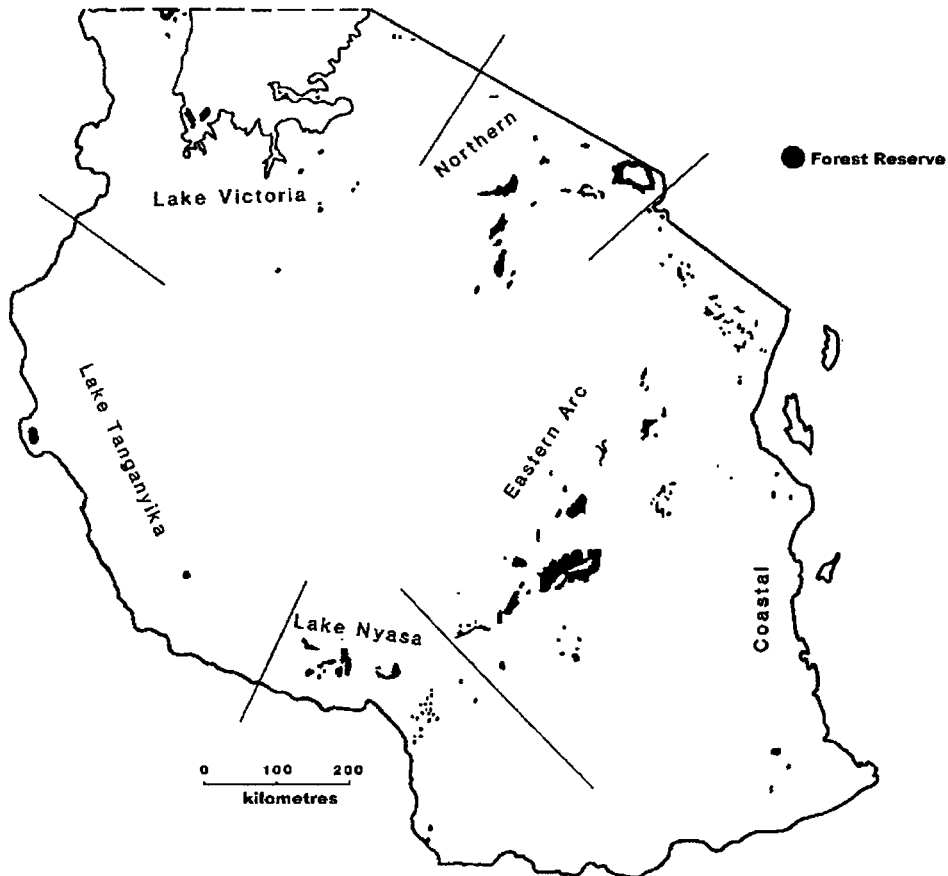 Northern
Forest Reserve
Lake Victoria
Lake Tanganyika
Eastern Arc
Coastal
Lake Nyasa
0 100 200
kilometres